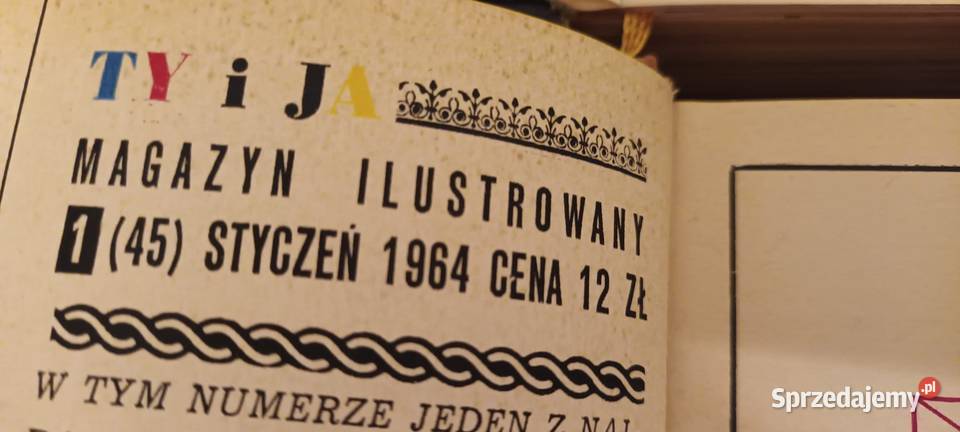 TY i JA
MAGAZYN ILUSTROWANY
1 (45) STYCZEŃ 1964 CENA 12 ZŁ
W TYM NUMERZE JEDEN Z
Sprzedajemy.pl